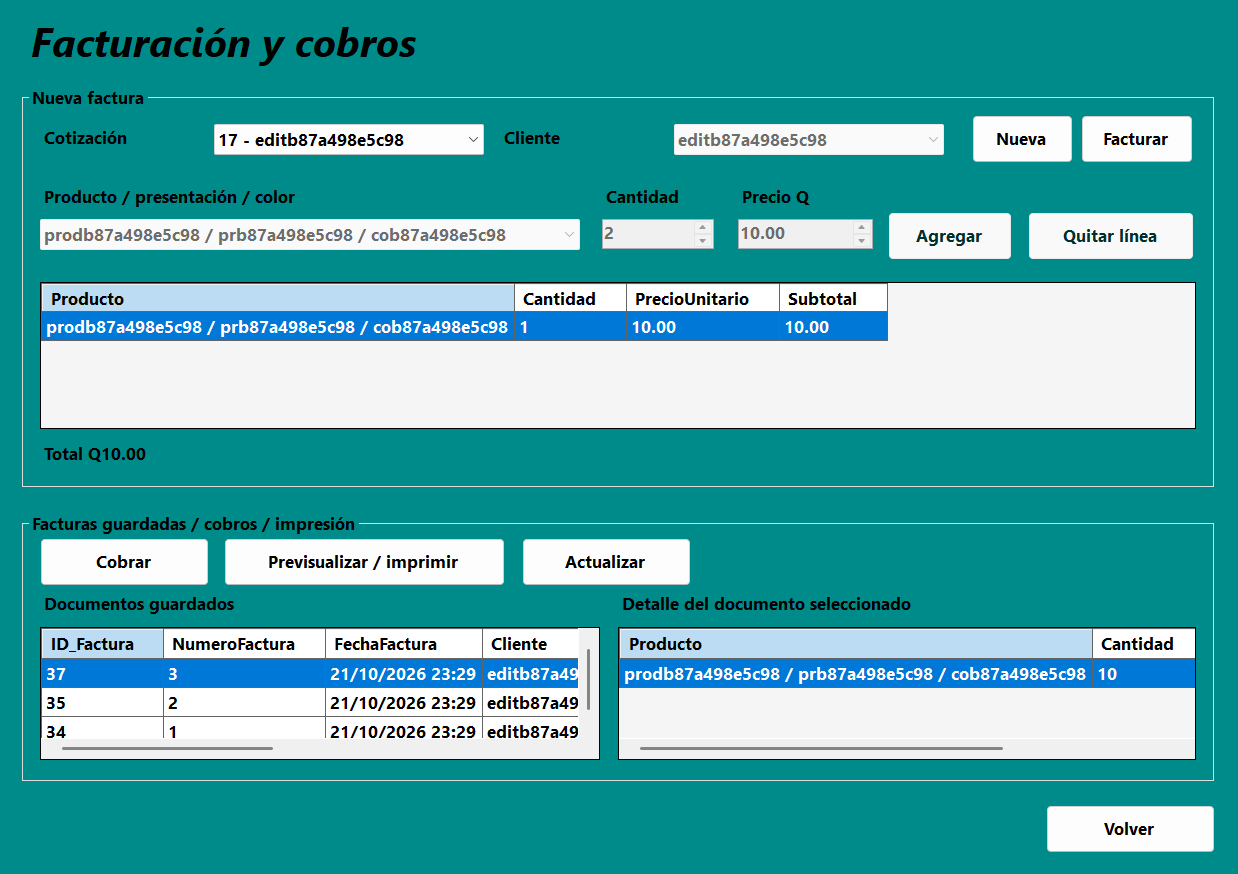 Facturación y cobros
Nueva factura
Cotización 17 - editb87a498e5c98 Cliente editb87a498e5c98 Nueva Facturar
Producto / presentación / color Cantidad Precio Q
prodb87a498e5c98 / prb87a498e5c98 / cob87a498e5c98 2 10.00 Agregar Quitar línea
Producto Cantidad PrecioUnitario Subtotal
prodb87a498e5c98 / prb87a498e5c98 / cob87a498e5c98 1 10.00 10.00
Total Q10.00
Facturas guardadas / cobros / impresión
Cobrar Previsualizar / imprimir Actualizar
Documentos guardados Detalle del documento seleccionado
ID_Factura NumeroFactura FechaFactura Cliente Producto Cantidad
37 3 21/10/2026 23:29 editb87a49 prodb87a498e5c98 / prb87a498e5c98 / cob87a498e5c98 10
35 2 21/10/2026 23:29 editb87a49
34 1 21/10/2026 23:29 editb87a49
Volver